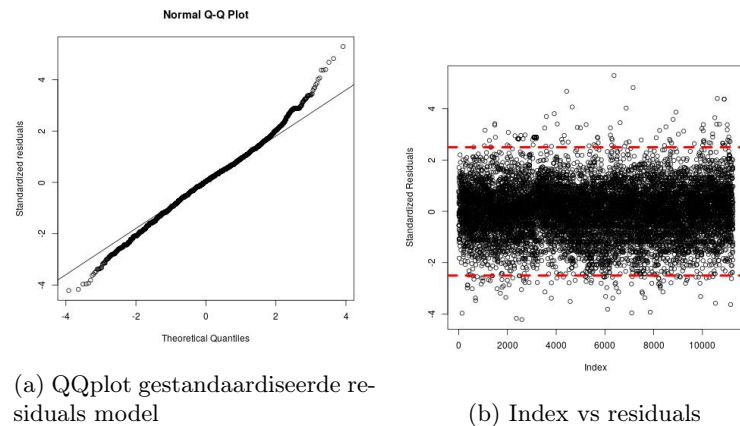 Normal Q-Q Plot
Standardized residuals
4
2
0
-2
-4
-4
-2
0
2
4
Theoretical Quantiles
(a) QQplot gestandaardiseerde re-
siduals model
Standardized Residuals
4
2
0
-2
-4
0
2000
4000
6000
8000
10000
Index
(b) Index vs residuals